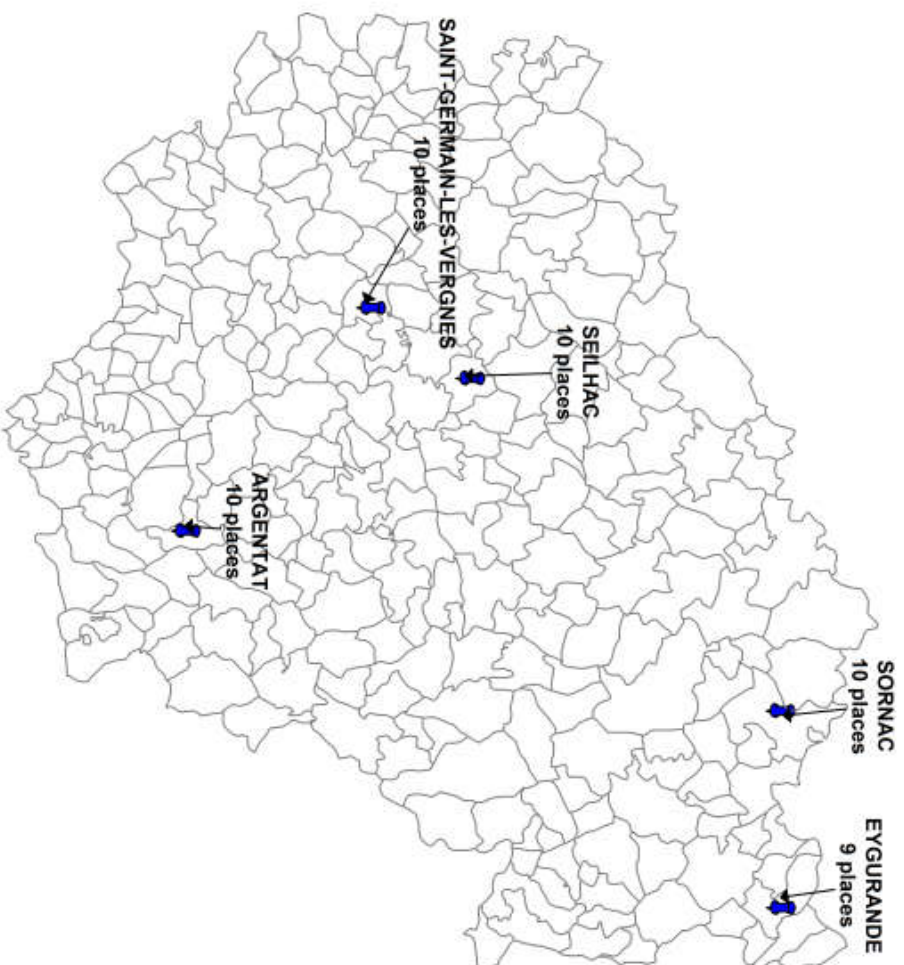 SORNAC
10 places
EYGURANDE
9 places
SEILHAC
10 places
SAINT-GERMAIN-LES-VERGNES
10 places
ARGENTAT
10 places